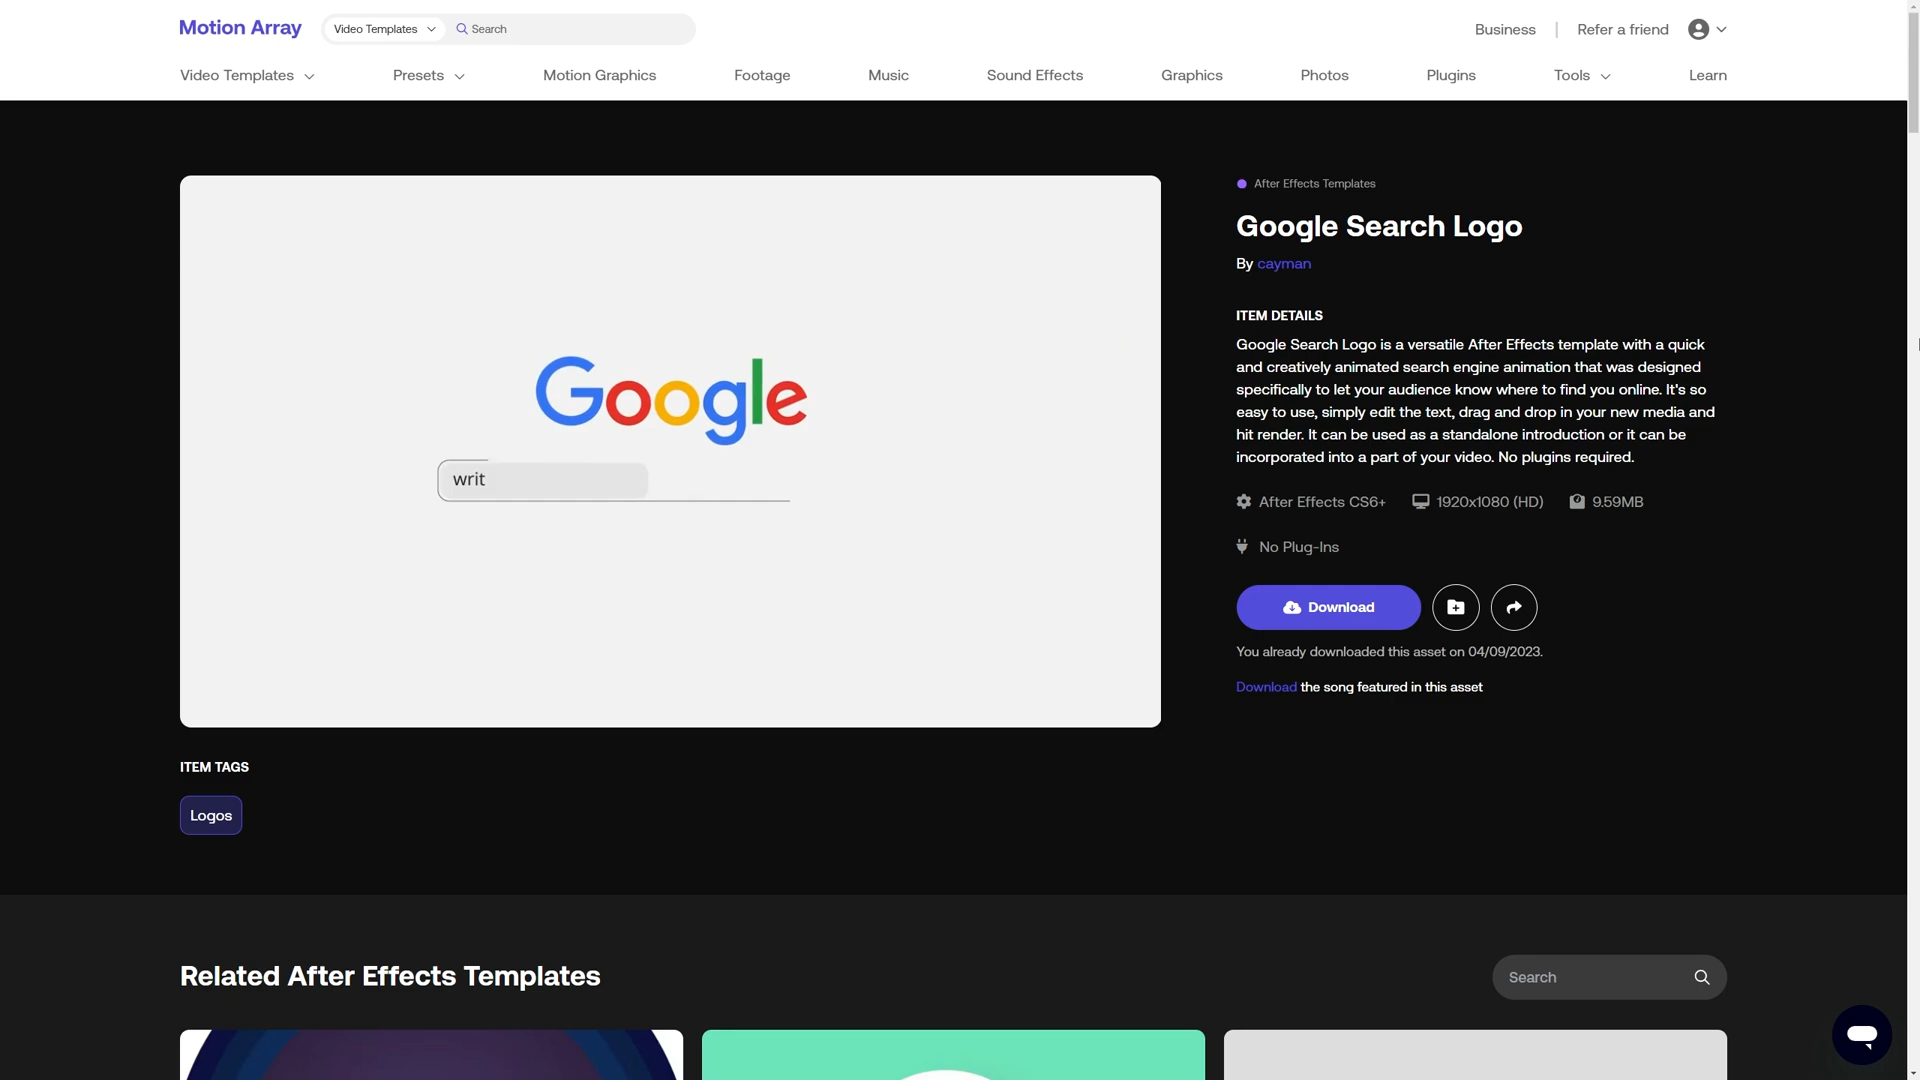 Motion Array
Video Templates
Search
Business | Refer a friend
Video Templates
Presets
Motion Graphics
Footage
Music
Sound Effects
Graphics
Photos
Plugins
Tools
Learn
Google
writ
After Effects Templates
Google Search Logo
By cayman
ITEM DETAILS
Google Search Logo is a versatile After Effects template with a quick
and creatively animated search engine animation that was designed
specifically to let your audience know where to find you online. It's so
easy to use, simply edit the text, drag and drop in your new media and
hit render. It can be used as a standalone introduction or it can be
incorporated into a part of your video. No plugins required.
After Effects CS6+
1920x1080 (HD)
9.59MB
No Plug-Ins
Download
You already downloaded this asset on 04/09/2023.
Download the song featured in this asset
ITEM TAGS
Logos
Related After Effects Templates
Search